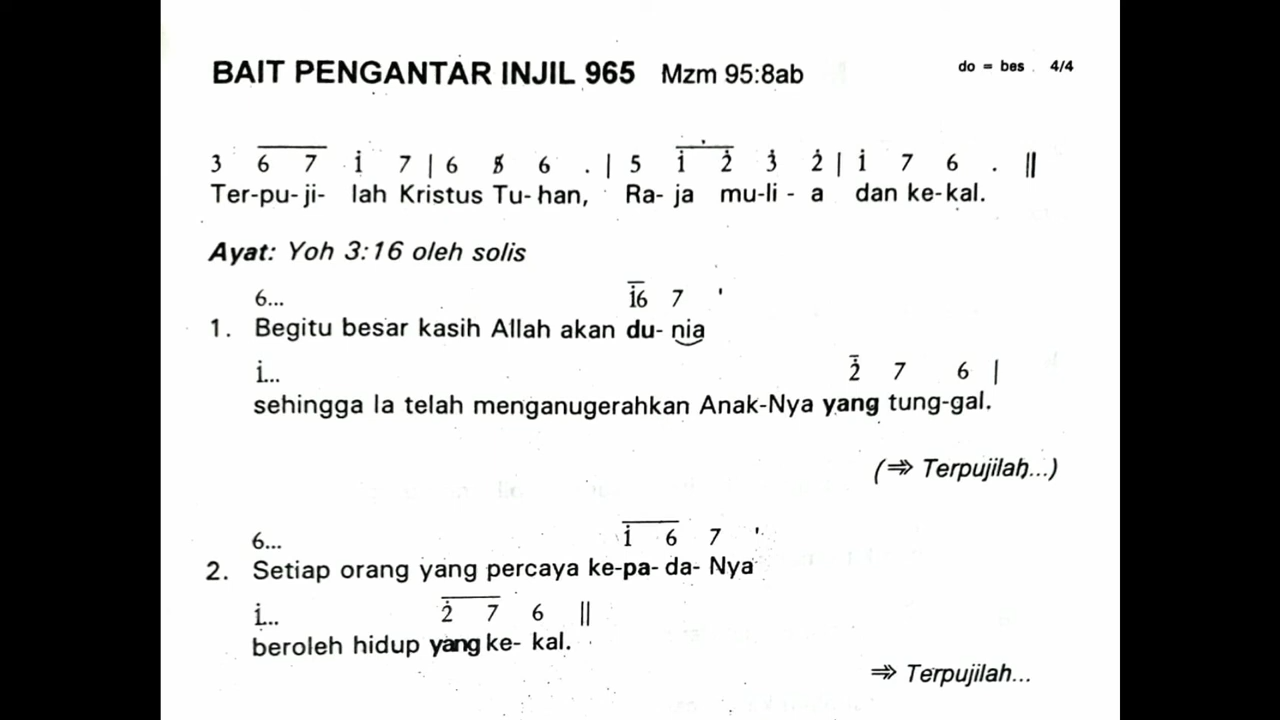 BAIT PENGANTAR INJIL 965 Mzm 95:8ab do = bes 4/4
3 6 7 i 7 | 6 8 6 . | 5 i 2̇ 3̇ 2̇ | i 7 6 . ||
Ter-pu-ji- lah Kristus Tu-han, Ra- ja mu-li - a dan ke-kal.
Ayat: Yoh 3:16 oleh solis
6... i6 7 '
1. Begitu besar kasih Allah akan du- nia
i... 2̇ 7 6 |
sehingga Ia telah menganugerahkan Anak-Nya yang tung-gal.
(⇒ Terpujilah...)
6... i 6 7 '
2. Setiap orang yang percaya ke-pa-da- Nya
i... 2̇ 7 6 ||
beroleh hidup yang ke- kal.
⇒ Terpujilah...